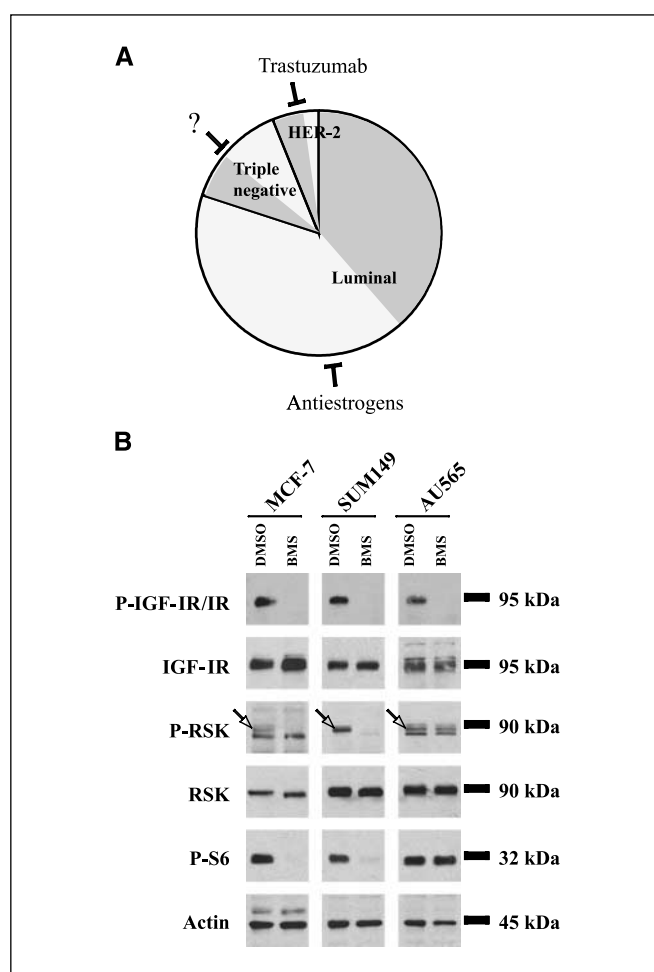 A
Trastuzumab
?
HER-2
Triple
negative
Luminal
Antiestrogens
B
MCF-7 SUM149 AU565
DMSO BMS DMSO BMS DMSO BMS
P-IGF-IR/IR 95 kDa
IGF-IR 95 kDa
P-RSK 90 kDa
RSK 90 kDa
P-S6 32 kDa
Actin 45 kDa